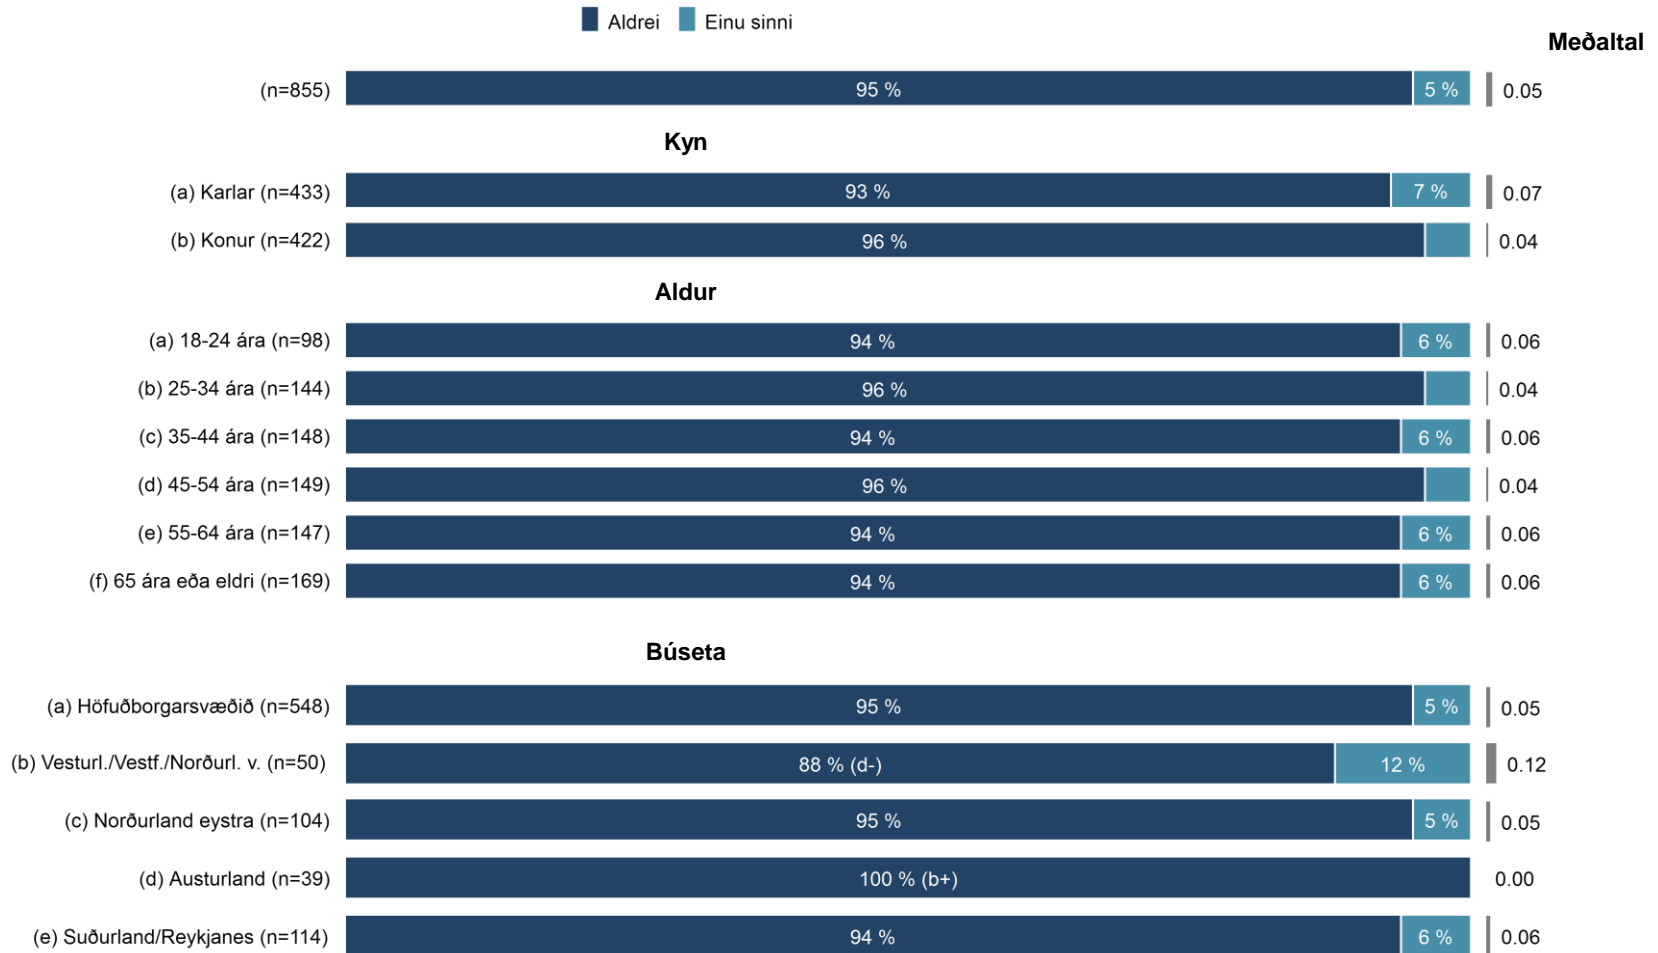 Aldrei Einu sinni
Meðaltal
(n=855) 95 % 5 % 0.05
Kyn
(a) Karlar (n=433) 93 % 7 % 0.07
(b) Konur (n=422) 96 % 0.04
Aldur
(a) 18-24 ára (n=98) 94 % 6 % 0.06
(b) 25-34 ára (n=144) 96 % 0.04
(c) 35-44 ára (n=148) 94 % 6 % 0.06
(d) 45-54 ára (n=149) 96 % 0.04
(e) 55-64 ára (n=147) 94 % 6 % 0.06
(f) 65 ára eða eldri (n=169) 94 % 6 % 0.06
Búseta
(a) Höfuðborgarsvæðið (n=548) 95 % 5 % 0.05
(b) Vesturl./Vestf./Norðurl. v. (n=50) 88 % (d-) 12 % 0.12
(c) Norðurland eystra (n=104) 95 % 5 % 0.05
(d) Austurland (n=39) 100 % (b+) 0.00
(e) Suðurland/Reykjanes (n=114) 94 % 6 % 0.06